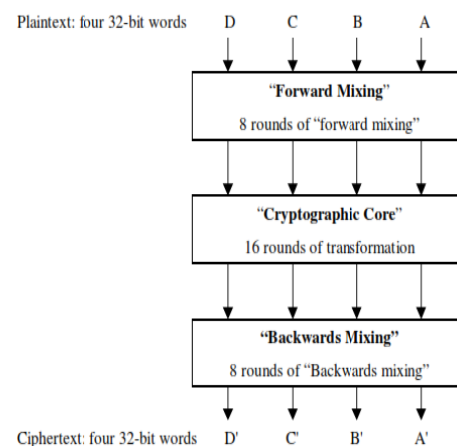 Plaintext: four 32-bit words D C B A
“Forward Mixing”
8 rounds of “forward mixing”
“Cryptographic Core”
16 rounds of transformation
“Backwards Mixing”
8 rounds of “Backwards mixing”
Ciphertext: four 32-bit words D' C' B' A'